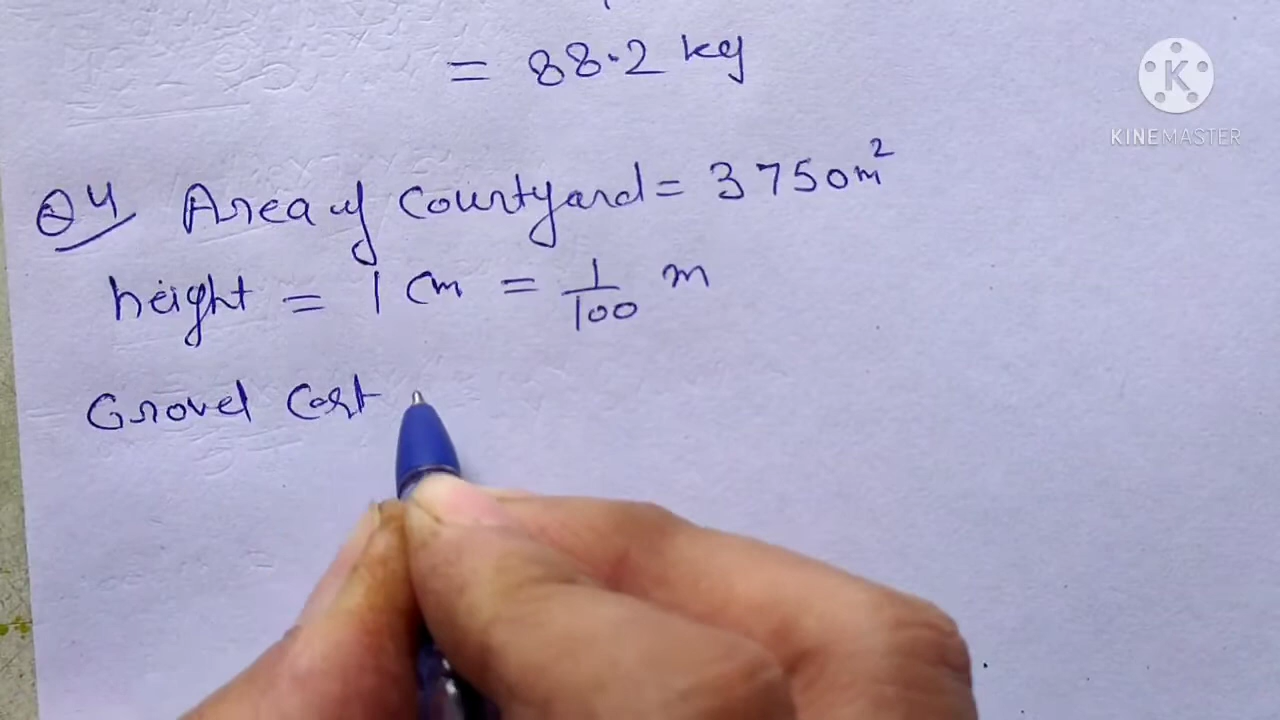 = 88.2 kg
K
KINEMASTER
Q4 Area of Courtyard = 3750m²
height = 1 Cm = 1/100 m
Gravel Cost